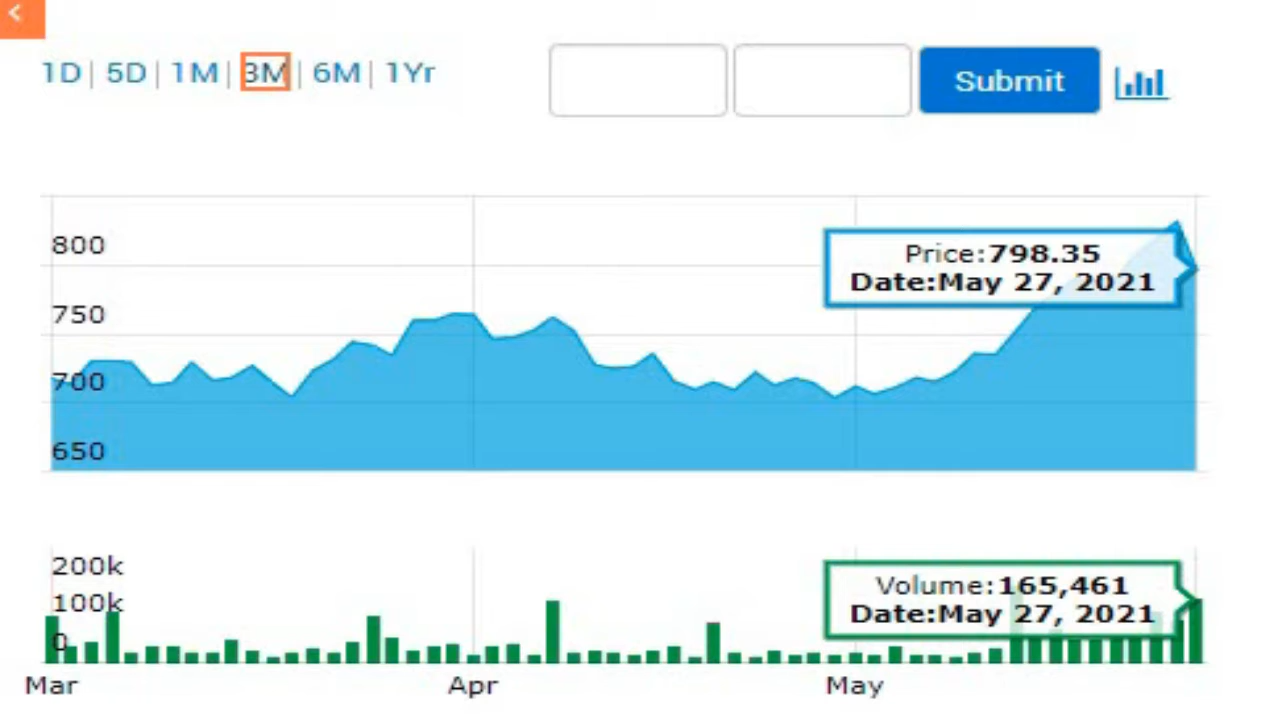 1D | 5D | 1M | 3M | 6M | 1Yr
Submit
800
750
700
650
Price:798.35
Date:May 27, 2021
200k
100k
0
Volume:165,461
Date:May 27, 2021
Mar Apr May